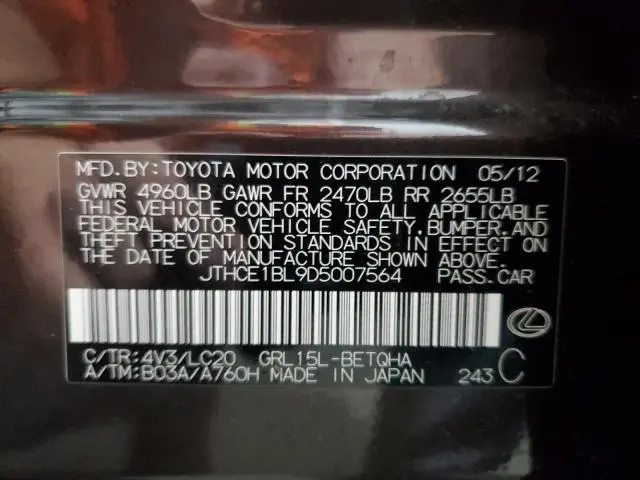 MFD.BY:TOYOTA MOTOR CORPORATION 05/12
GVWR 4960LB GAWR FR 2470LB RR 2655LB
THIS VEHICLE CONFORMS TO ALL APPLICABLE
FEDERAL MOTOR VEHICLE SAFETY,BUMPER,AND
THEFT PREVENTION STANDARDS IN EFFECT ON
THE DATE OF MANUFACTURE SHOWN ABOVE.
JTHCE1BL9D5007564 PASS.CAR
C/TR:4V3/LC20 GRL15L-BETQHA
A/TM:B03A/A760H MADE IN JAPAN 243 C